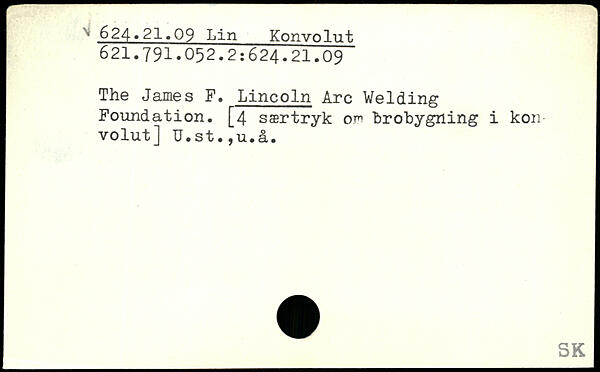 √ 624.21.09 Lin Konvolut
621.791.052.2:624.21.09
The James F. Lincoln Arc Welding
Foundation. [4 særtryk om brobygning i kon-
volut] U.st.,u.å.
SK